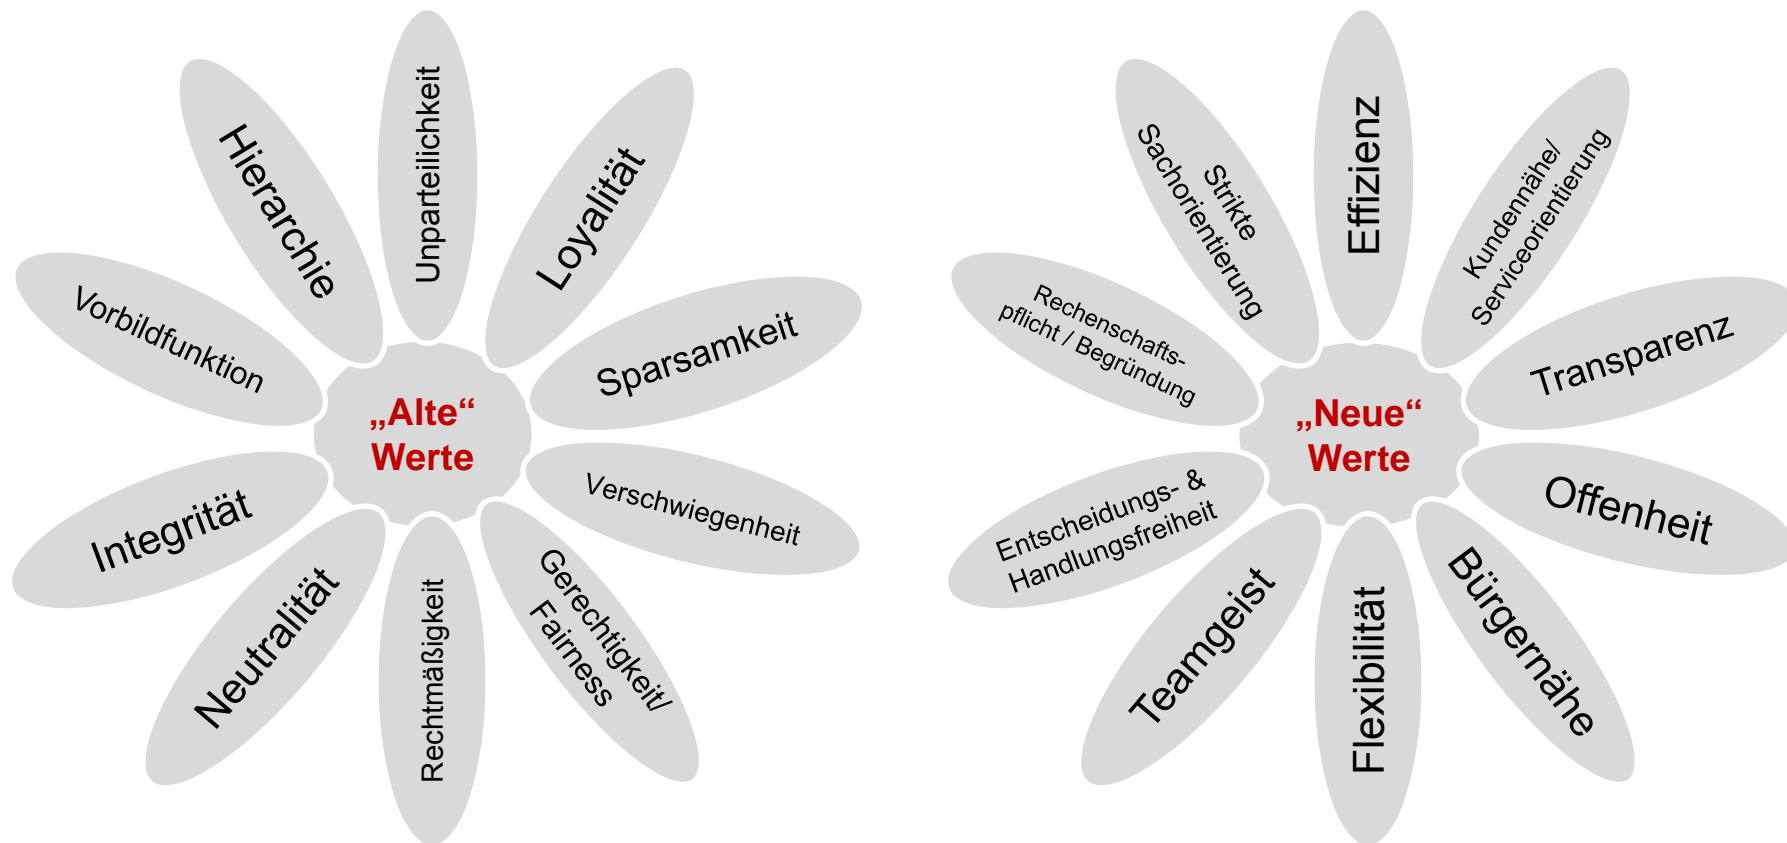 „Alte“
Werte
Unparteilichkeit
Loyalität
Sparsamkeit
Verschwiegenheit
Gerechtigkeit/
Fairness
Rechtmäßigkeit
Neutralität
Integrität
Vorbildfunktion
Hierarchie
„Neue“
Werte
Effizienz
Kundennähe/
Serviceorientierung
Transparenz
Offenheit
Bürgernähe
Flexibilität
Teamgeist
Entscheidungs- &
Handlungsfreiheit
Rechenschafts-
pflicht / Begründung
Strikte
Sachorientierung